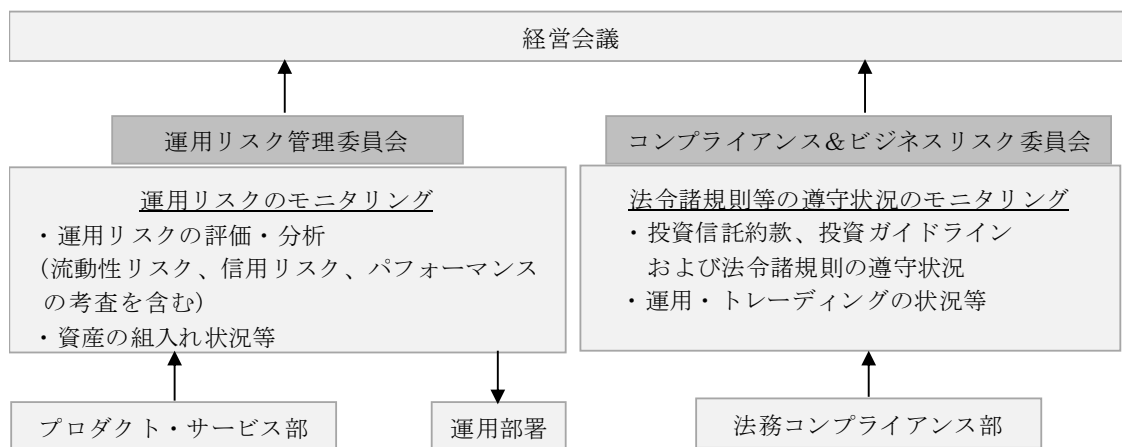 経営会議
運用リスク管理委員会
運用リスクのモニタリング
・運用リスクの評価・分析
(流動性リスク、信用リスク、パフォーマンス
の考査を含む)
・資産の組入れ状況等
コンプライアンス&ビジネスリスク委員会
法令諸規則等の遵守状況のモニタリング
・投資信託約款、投資ガイドライン
および法令諸規則の遵守状況
・運用・トレーディングの状況等
プロダクト・サービス部
運用部署
法務コンプライアンス部